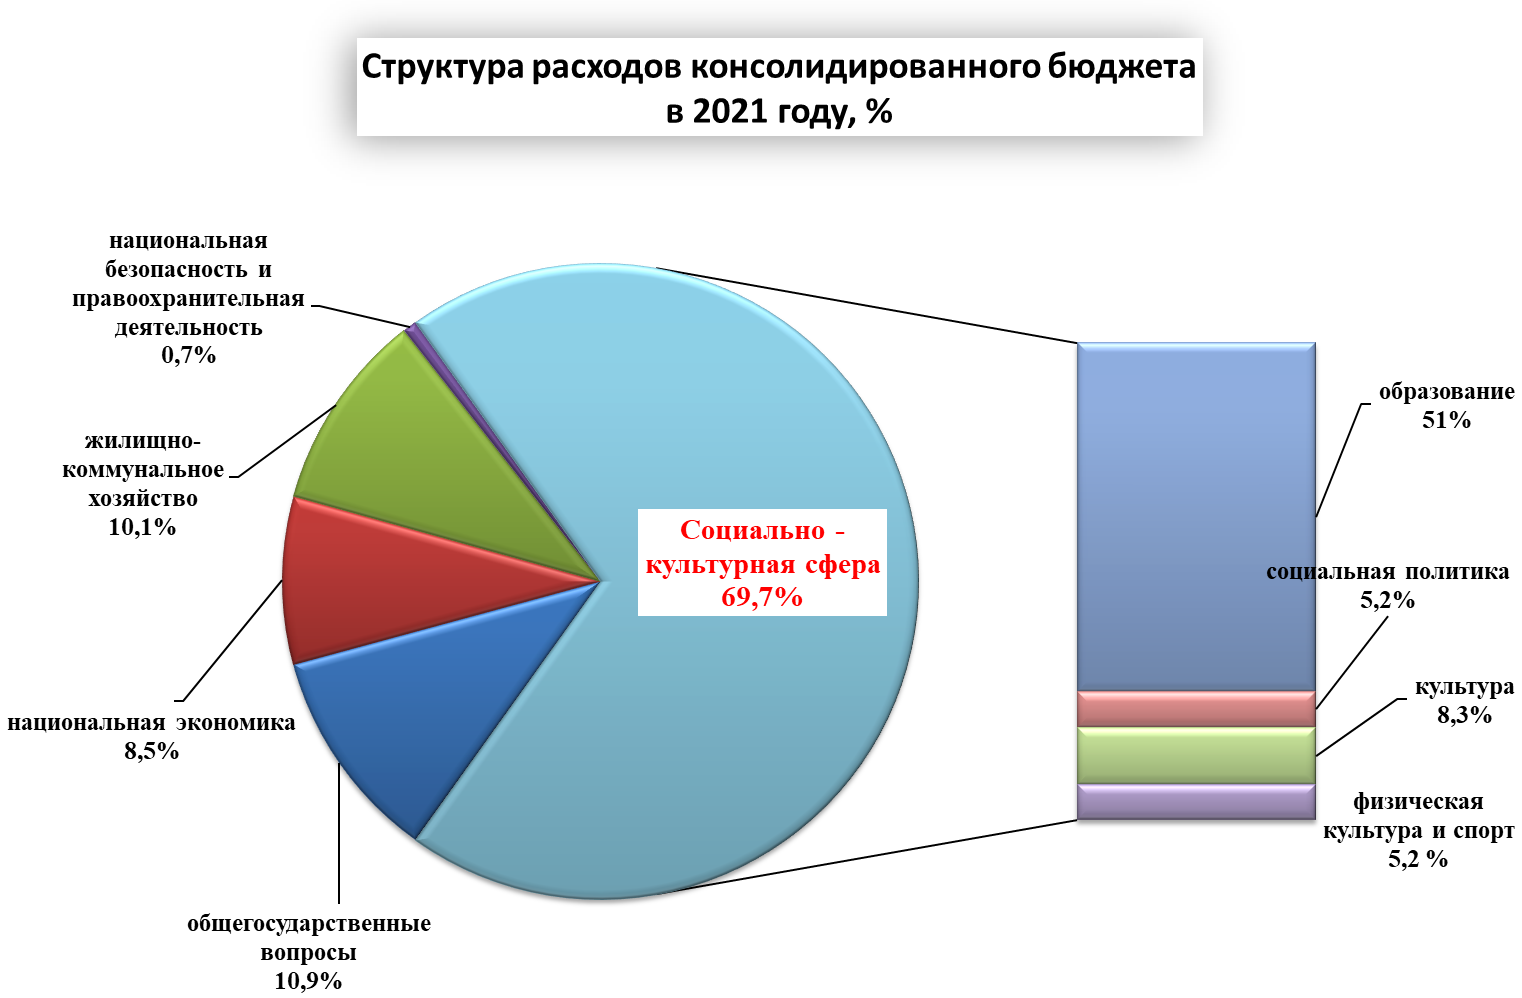 Структура расходов консолидированного бюджета
в 2021 году, %
национальная
безопасность и
правоохранительная
деятельность
0,7%
жилищно-
коммунальное
хозяйство
10,1%
национальная экономика
8,5%
общегосударственные
вопросы
10,9%
Социально -
культурная сфера
69,7%
образование
51%
социальная политика
5,2%
культура
8,3%
физическая
культура и спорт
5,2 %